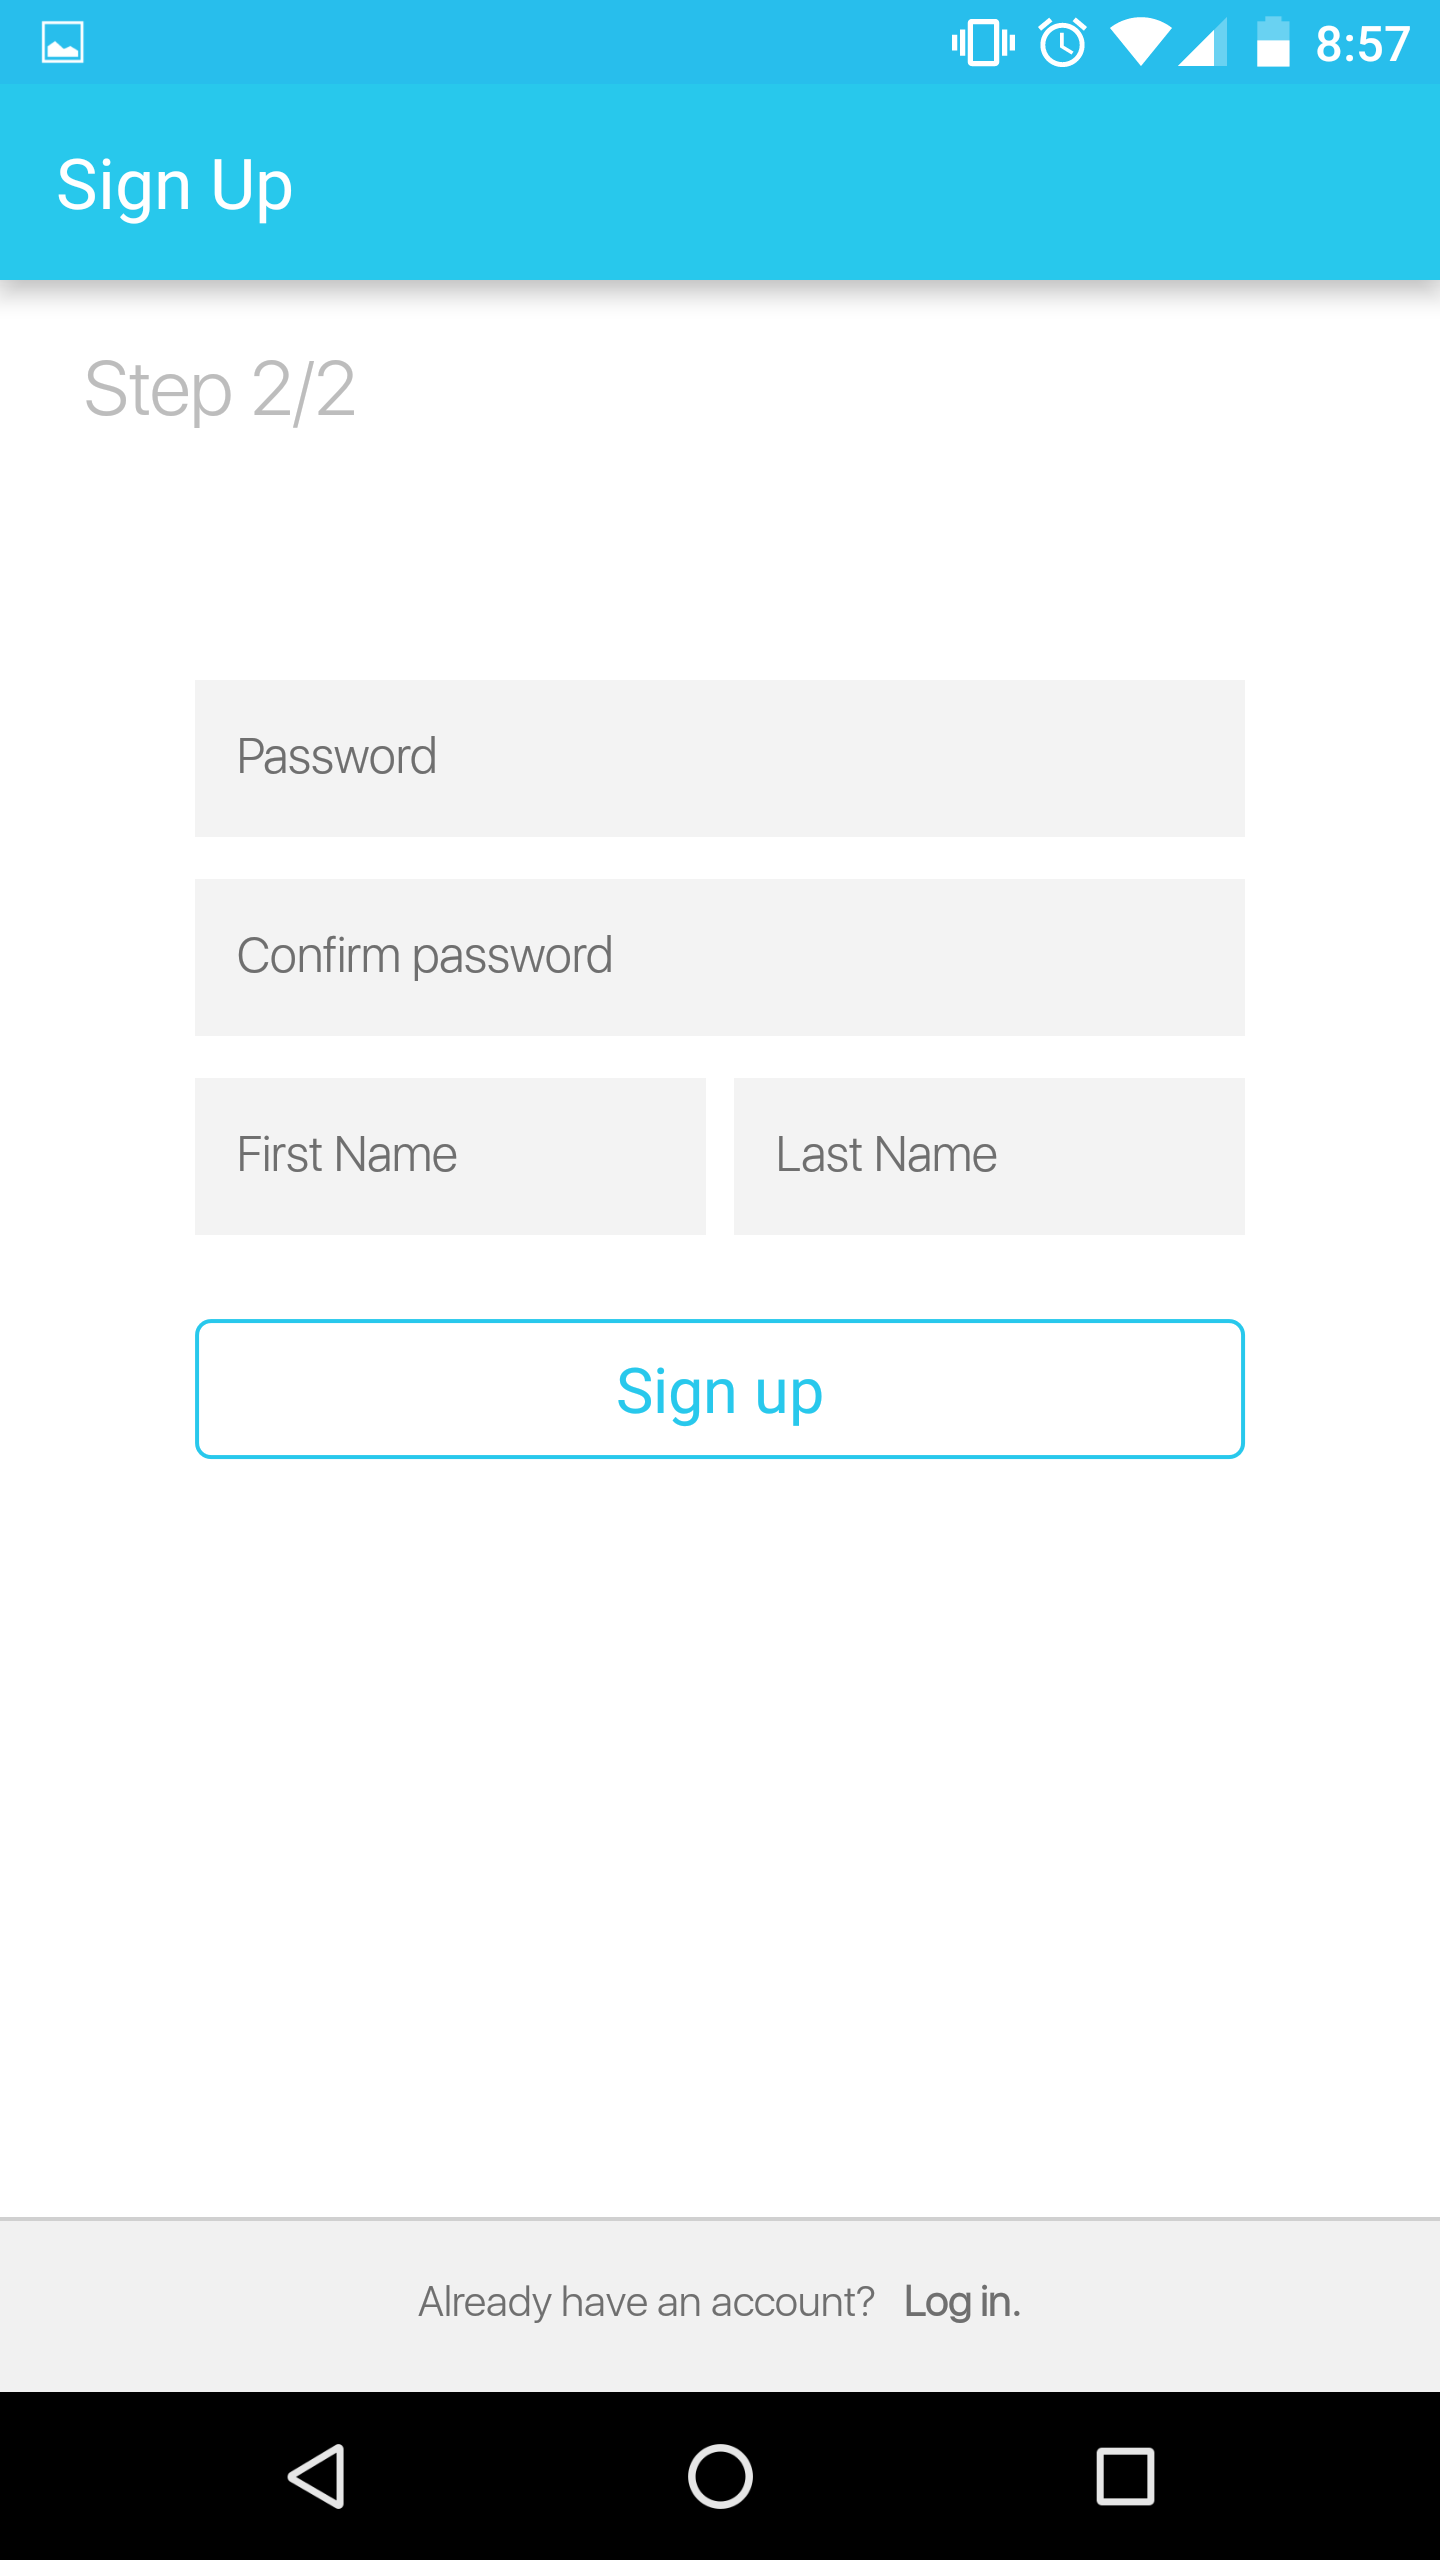 8:57
Sign Up
Step 2/2
Password
Confirm password
First Name Last Name
Sign up
Already have an account? Log in.